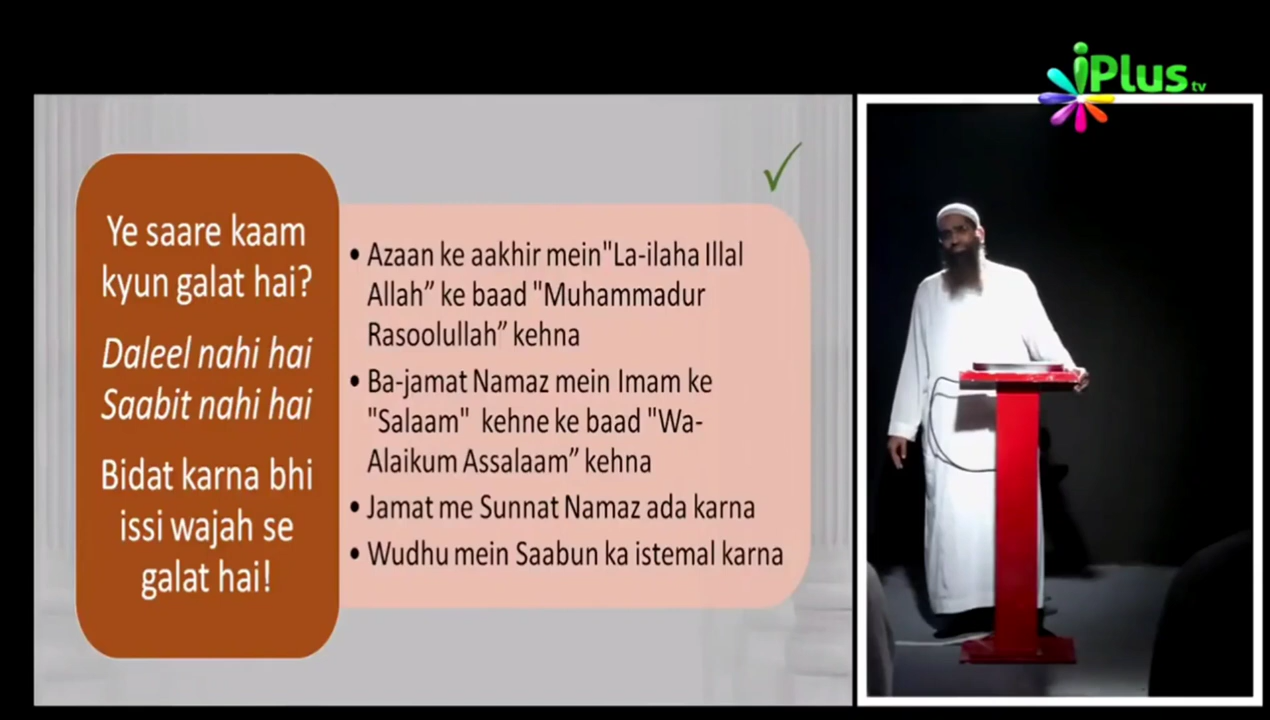 iPlus tv
Ye saare kaam
kyun galat hai?
Daleel nahi hai
Saabit nahi hai
Bidat karna bhi
issi wajah se
galat hai!
• Azaan ke aakhir mein"La-ilaha Illal
Allah” ke baad "Muhammadur
Rasoolullah” kehna
• Ba-jamat Namaz mein Imam ke
"Salaam" kehne ke baad "Wa-
Alaikum Assalaam” kehna
• Jamat me Sunnat Namaz ada karna
• Wudhu mein Saabun ka istemal karna